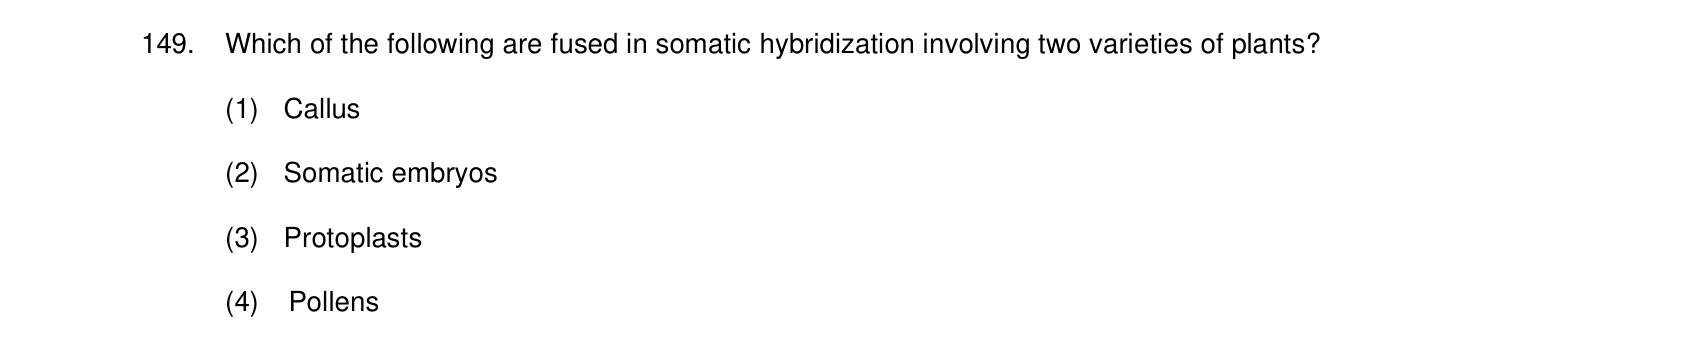 149. Which of the following are fused in somatic hybridization involving two varieties of plants?
(1) Callus
(2) Somatic embryos
(3) Protoplasts
(4) Pollens